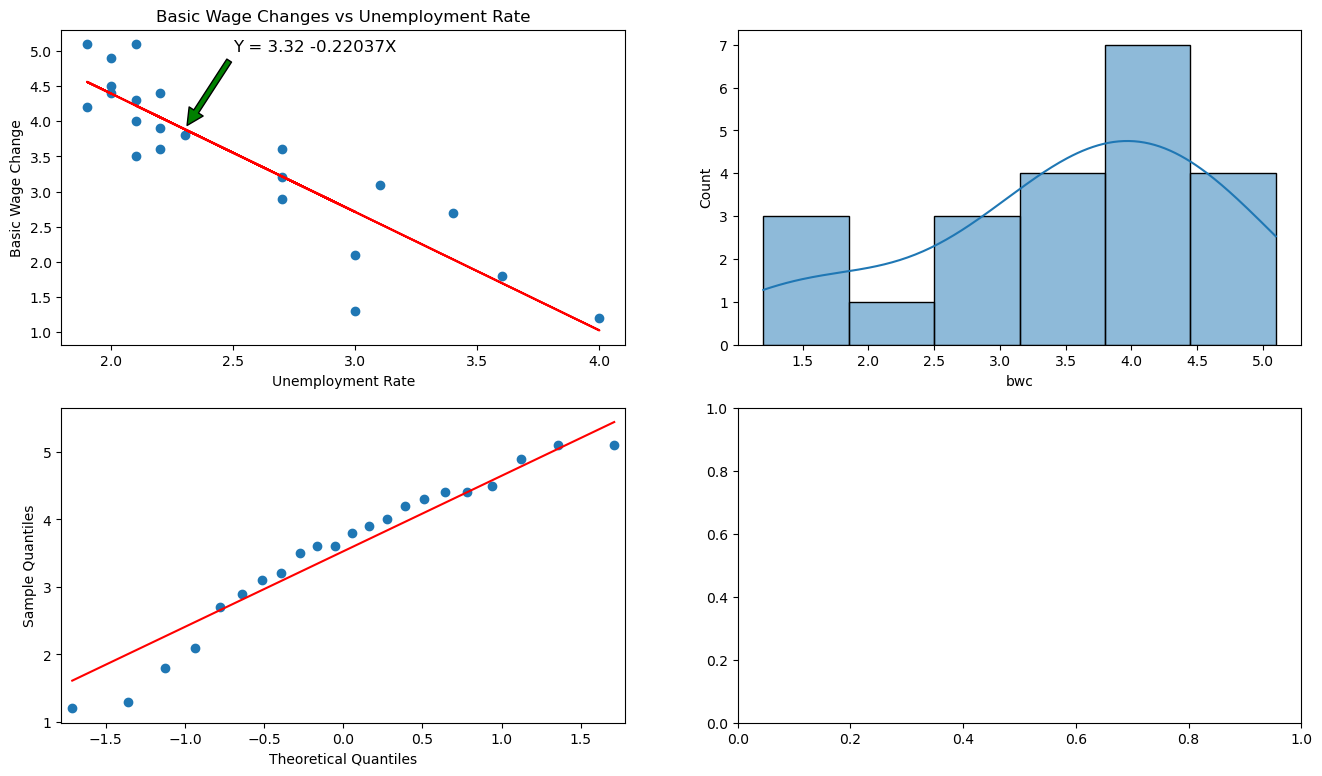 Basic Wage Changes vs Unemployment Rate
Y = 3.32 -0.22037X
5.0
4.5
4.0
3.5
3.0
2.5
2.0
1.5
1.0
Basic Wage Change
2.0 2.5 3.0 3.5 4.0
Unemployment Rate
7
6
5
4
3
2
1
0
Count
1.5 2.0 2.5 3.0 3.5 4.0 4.5 5.0
bwc
5
4
3
2
1
Sample Quantiles
−1.5 −1.0 −0.5 0.0 0.5 1.0 1.5
Theoretical Quantiles
1.0
0.8
0.6
0.4
0.2
0.0
0.0 0.2 0.4 0.6 0.8 1.0